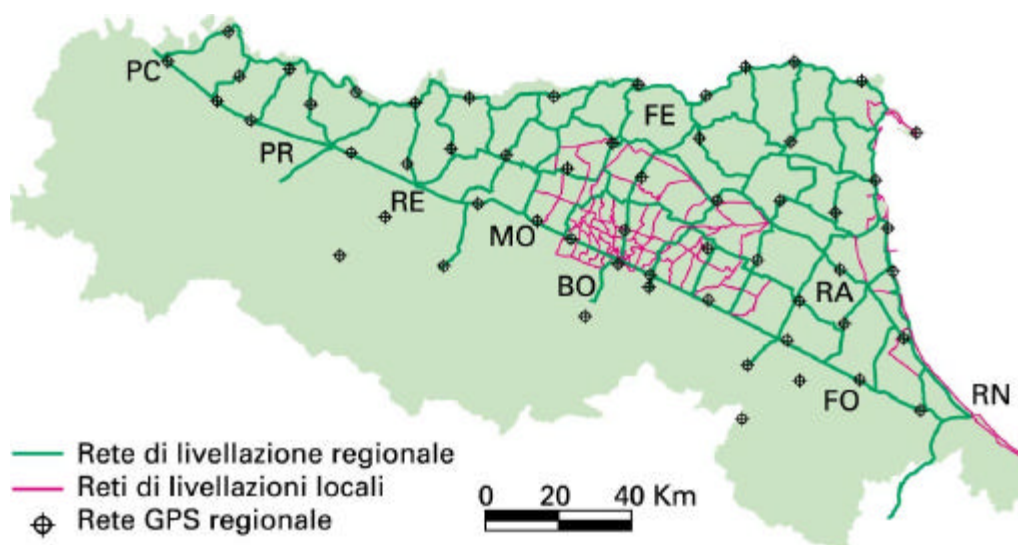 PC
FE
PR
RE
MO
BO
RA
FO
RN
Rete di livellazione regionale
Reti di livellazioni locali
Rete GPS regionale
0 20 40 Km